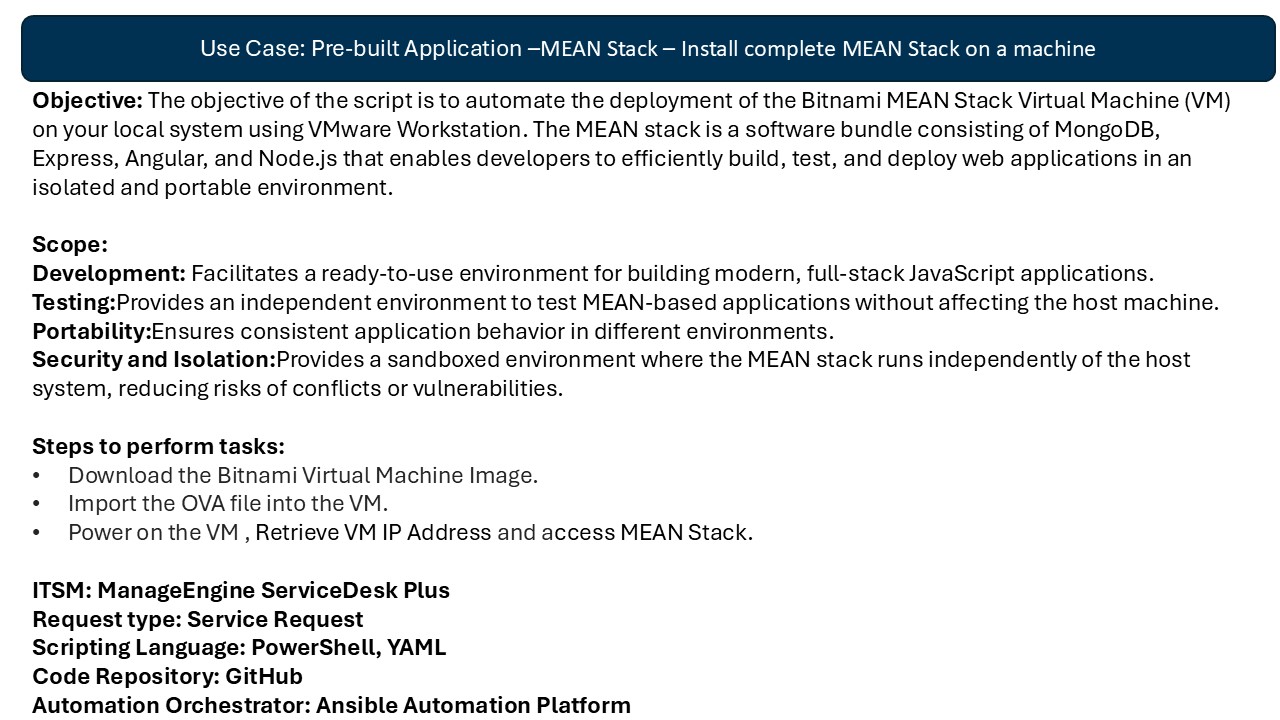 Use Case: Pre-built Application –MEAN Stack – Install complete MEAN Stack on a machine
Objective: The objective of the script is to automate the deployment of the Bitnami MEAN Stack Virtual Machine (VM)
on your local system using VMware Workstation. The MEAN stack is a software bundle consisting of MongoDB,
Express, Angular, and Node.js that enables developers to efficiently build, test, and deploy web applications in an
isolated and portable environment.
Scope:
Development: Facilitates a ready-to-use environment for building modern, full-stack JavaScript applications.
Testing:Provides an independent environment to test MEAN-based applications without affecting the host machine.
Portability:Ensures consistent application behavior in different environments.
Security and Isolation:Provides a sandboxed environment where the MEAN stack runs independently of the host
system, reducing risks of conflicts or vulnerabilities.
Steps to perform tasks:
• Download the Bitnami Virtual Machine Image.
• Import the OVA file into the VM.
• Power on the VM , Retrieve VM IP Address and access MEAN Stack.
ITSM: ManageEngine ServiceDesk Plus
Request type: Service Request
Scripting Language: PowerShell, YAML
Code Repository: GitHub
Automation Orchestrator: Ansible Automation Platform